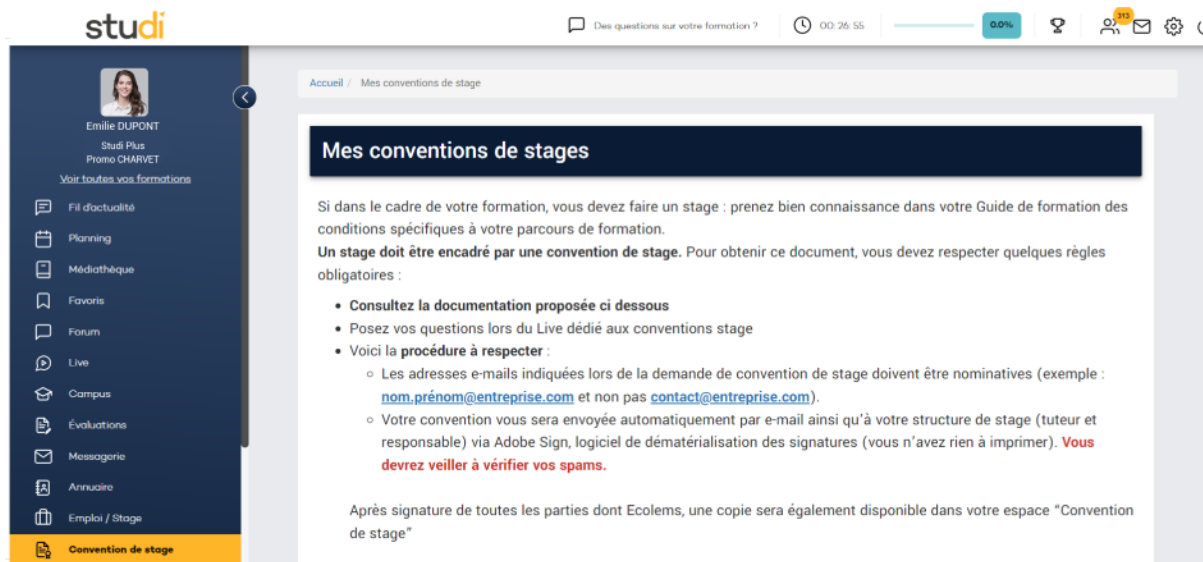 studi
Des questions sur votre formation ?
00: 26: 55
0.0%
313
Emilie DUPONT
Studi Plus
Promo CHARVET
Voir toutes vos formations
Fil d'actualité
Planning
Médiathèque
Favoris
Forum
Live
Campus
Évaluations
Messagerie
Annuaire
Emploi / Stage
Convention de stage
Accueil / Mes conventions de stage
Mes conventions de stages
Si dans le cadre de votre formation, vous devez faire un stage : prenez bien connaissance dans votre Guide de formation des
conditions spécifiques à votre parcours de formation.
Un stage doit être encadré par une convention de stage. Pour obtenir ce document, vous devez respecter quelques règles
obligatoires :
• Consultez la documentation proposée ci dessous
• Posez vos questions lors du Live dédié aux conventions stage
• Voici la procédure à respecter :
◦ Les adresses e-mails indiquées lors de la demande de convention de stage doivent être nominatives (exemple :
nom.prénom@entreprise.com et non pas contact@entreprise.com).
◦ Votre convention vous sera envoyée automatiquement par e-mail ainsi qu'à votre structure de stage (tuteur et
responsable) via Adobe Sign, logiciel de dématérialisation des signatures (vous n'avez rien à imprimer). Vous
devrez veiller à vérifier vos spams.
Après signature de toutes les parties dont Ecolems, une copie sera également disponible dans votre espace "Convention
de stage"